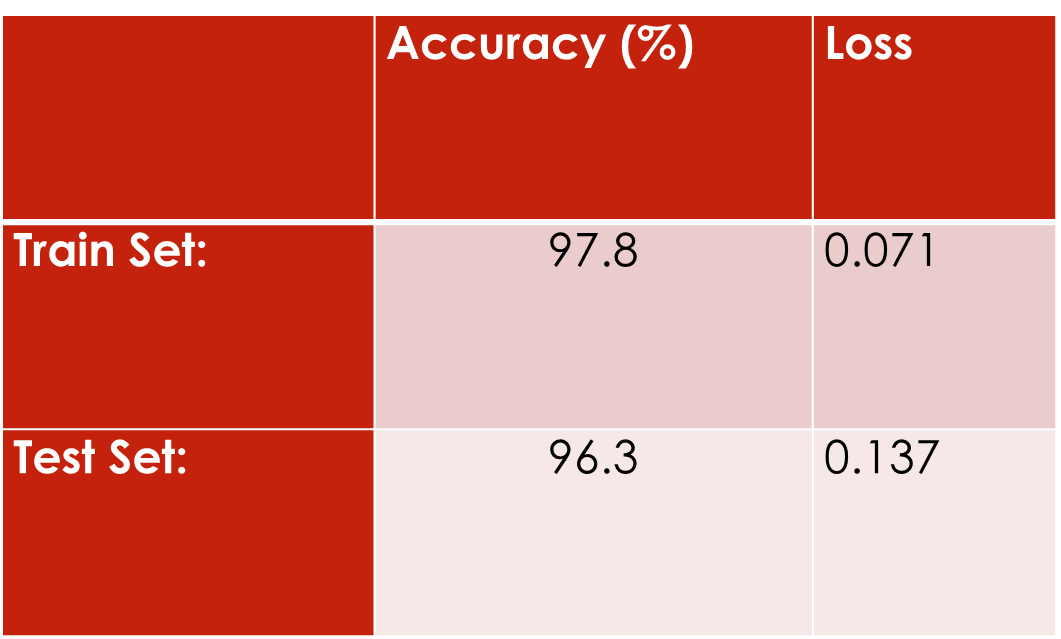 Accuracy (%) Loss
Train Set: 97.8 0.071
Test Set: 96.3 0.137